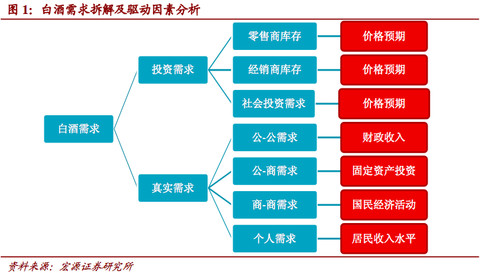 图 1：白酒需求拆解及驱动因素分析
零售商库存
价格预期
投资需求
经销商库存
价格预期
社会投资需求
价格预期
白酒需求
公-公需求
财政收入
公-商需求
固定资产投资
真实需求
商-商需求
国民经济活动
个人需求
居民收入水平
资料来源：宏源证券研究所